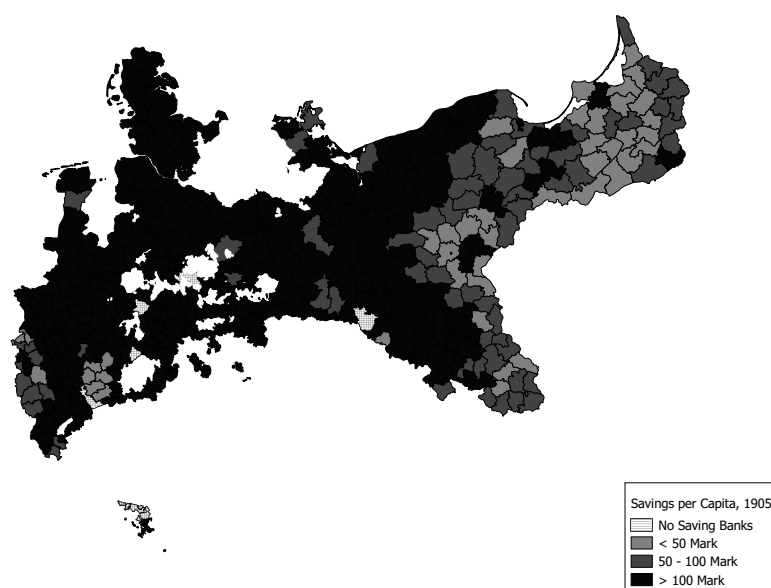 Savings per Capita, 1905
No Saving Banks
< 50 Mark
50 - 100 Mark
> 100 Mark